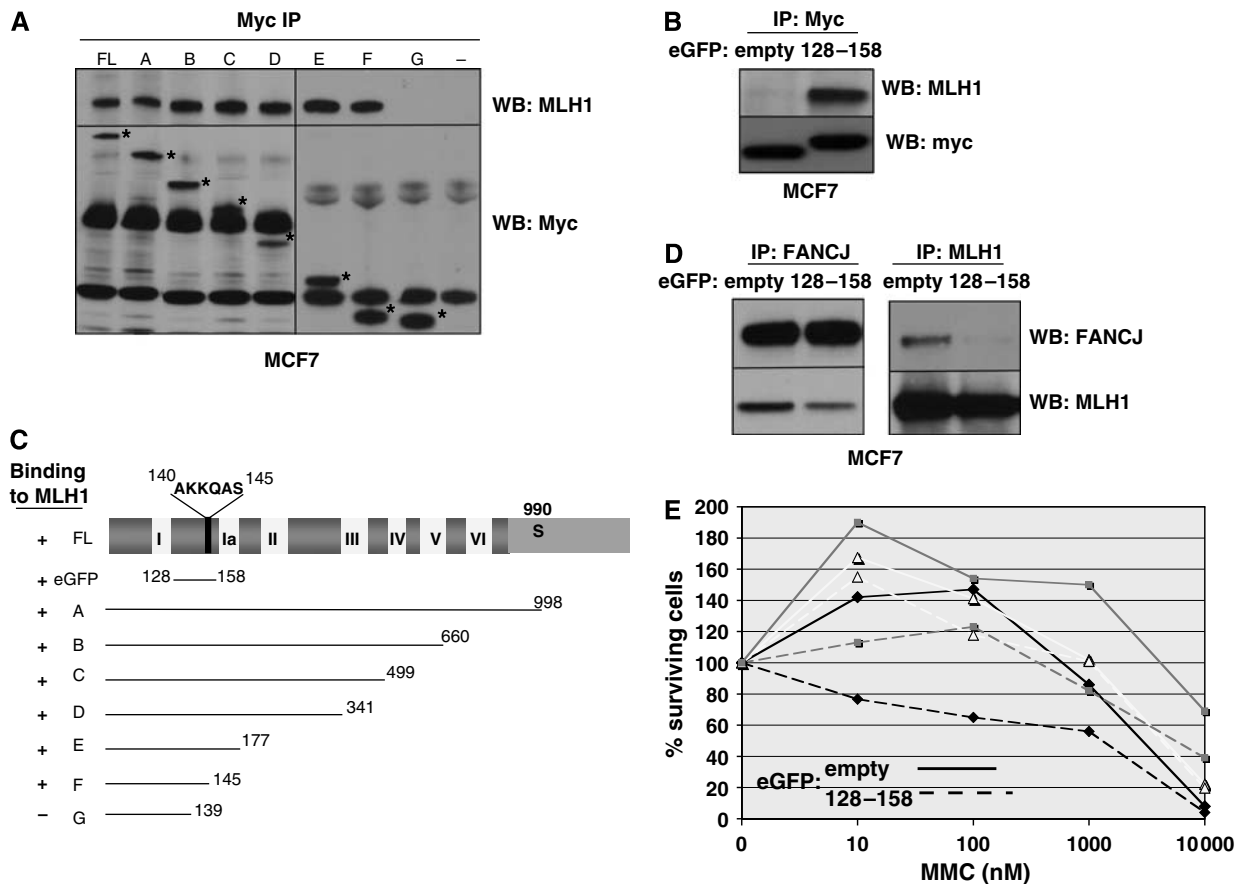 A
Myc IP
FL A B C D E F G –
WB: MLH1
* * * * * * * *
WB: Myc
MCF7
B
IP: Myc
eGFP: empty 128–158
WB: MLH1
WB: myc
MCF7
D
IP: FANCJ IP: MLH1
eGFP: empty 128–158 empty 128–158
WB: FANCJ
WB: MLH1
MCF7
C
Binding
to MLH1
140 AKKQAS 145
990
+ FL I Ia II III IV V VI S
+ eGFP 128 158
+ A 998
+ B 660
+ C 499
+ D 341
+ E 177
+ F 145
– G 139
E
% surviving cells
200
180
160
140
120
100
80
60
40
20
0
eGFP: empty
128–158
0 10 100 1000 10000
MMC (nM)